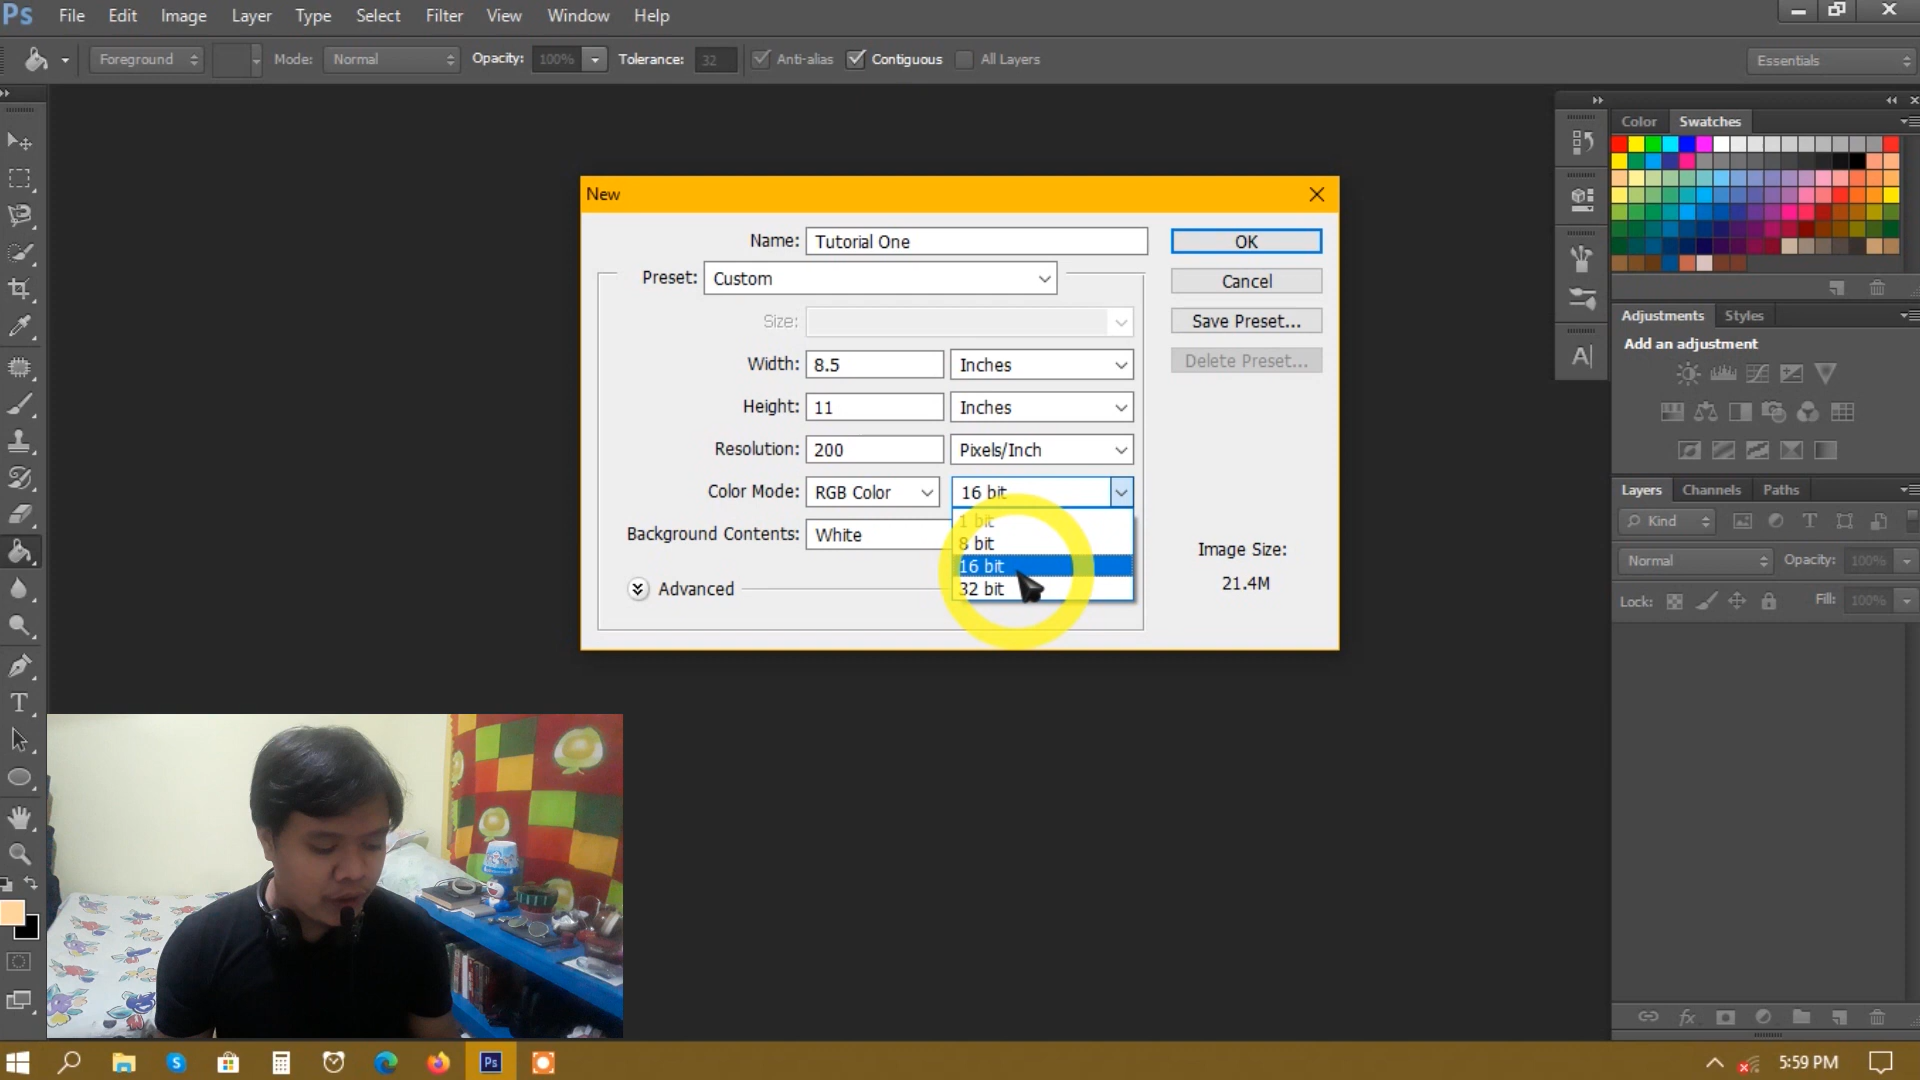 Ps File Edit Image Layer Type Select Filter View Window Help
Foreground Mode: Normal Opacity: 100% Tolerance: 32 Anti-alias Contiguous All Layers Essentials
Color Swatches
New
Name: Tutorial One OK
Preset: Custom Cancel
Size: Save Preset...
Width: 8.5 Inches Delete Preset...
Height: 11 Inches
Resolution: 200 Pixels/Inch
Color Mode: RGB Color 16 bit
1 bit
Background Contents: White
8 bit
16 bit
Advanced 32 bit
Image Size:
21.4M
Adjustments Styles
Add an adjustment
A
Layers Channels Paths
Kind T
Normal Opacity: 100%
Lock: Fill: 100%
fx
T
S Ps 5:59 PM